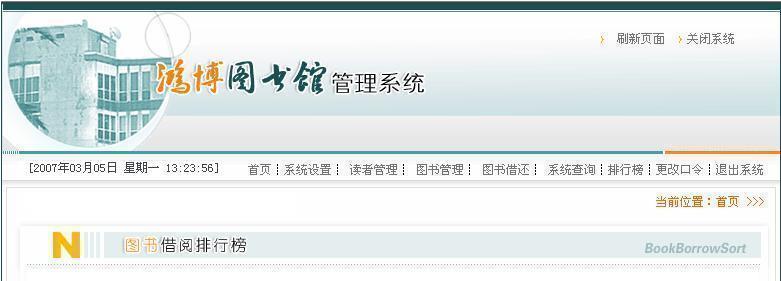 刷新页面 关闭系统
鸿博图书馆管理系统
[2007年03月05日 星期一 13:23:56] 首页 系统设置 读者管理 图书管理 图书借还 系统查询 排行榜 更改口令 退出系统
当前位置：首页 >>>
N 图书借阅排行榜 BookBorrowSort